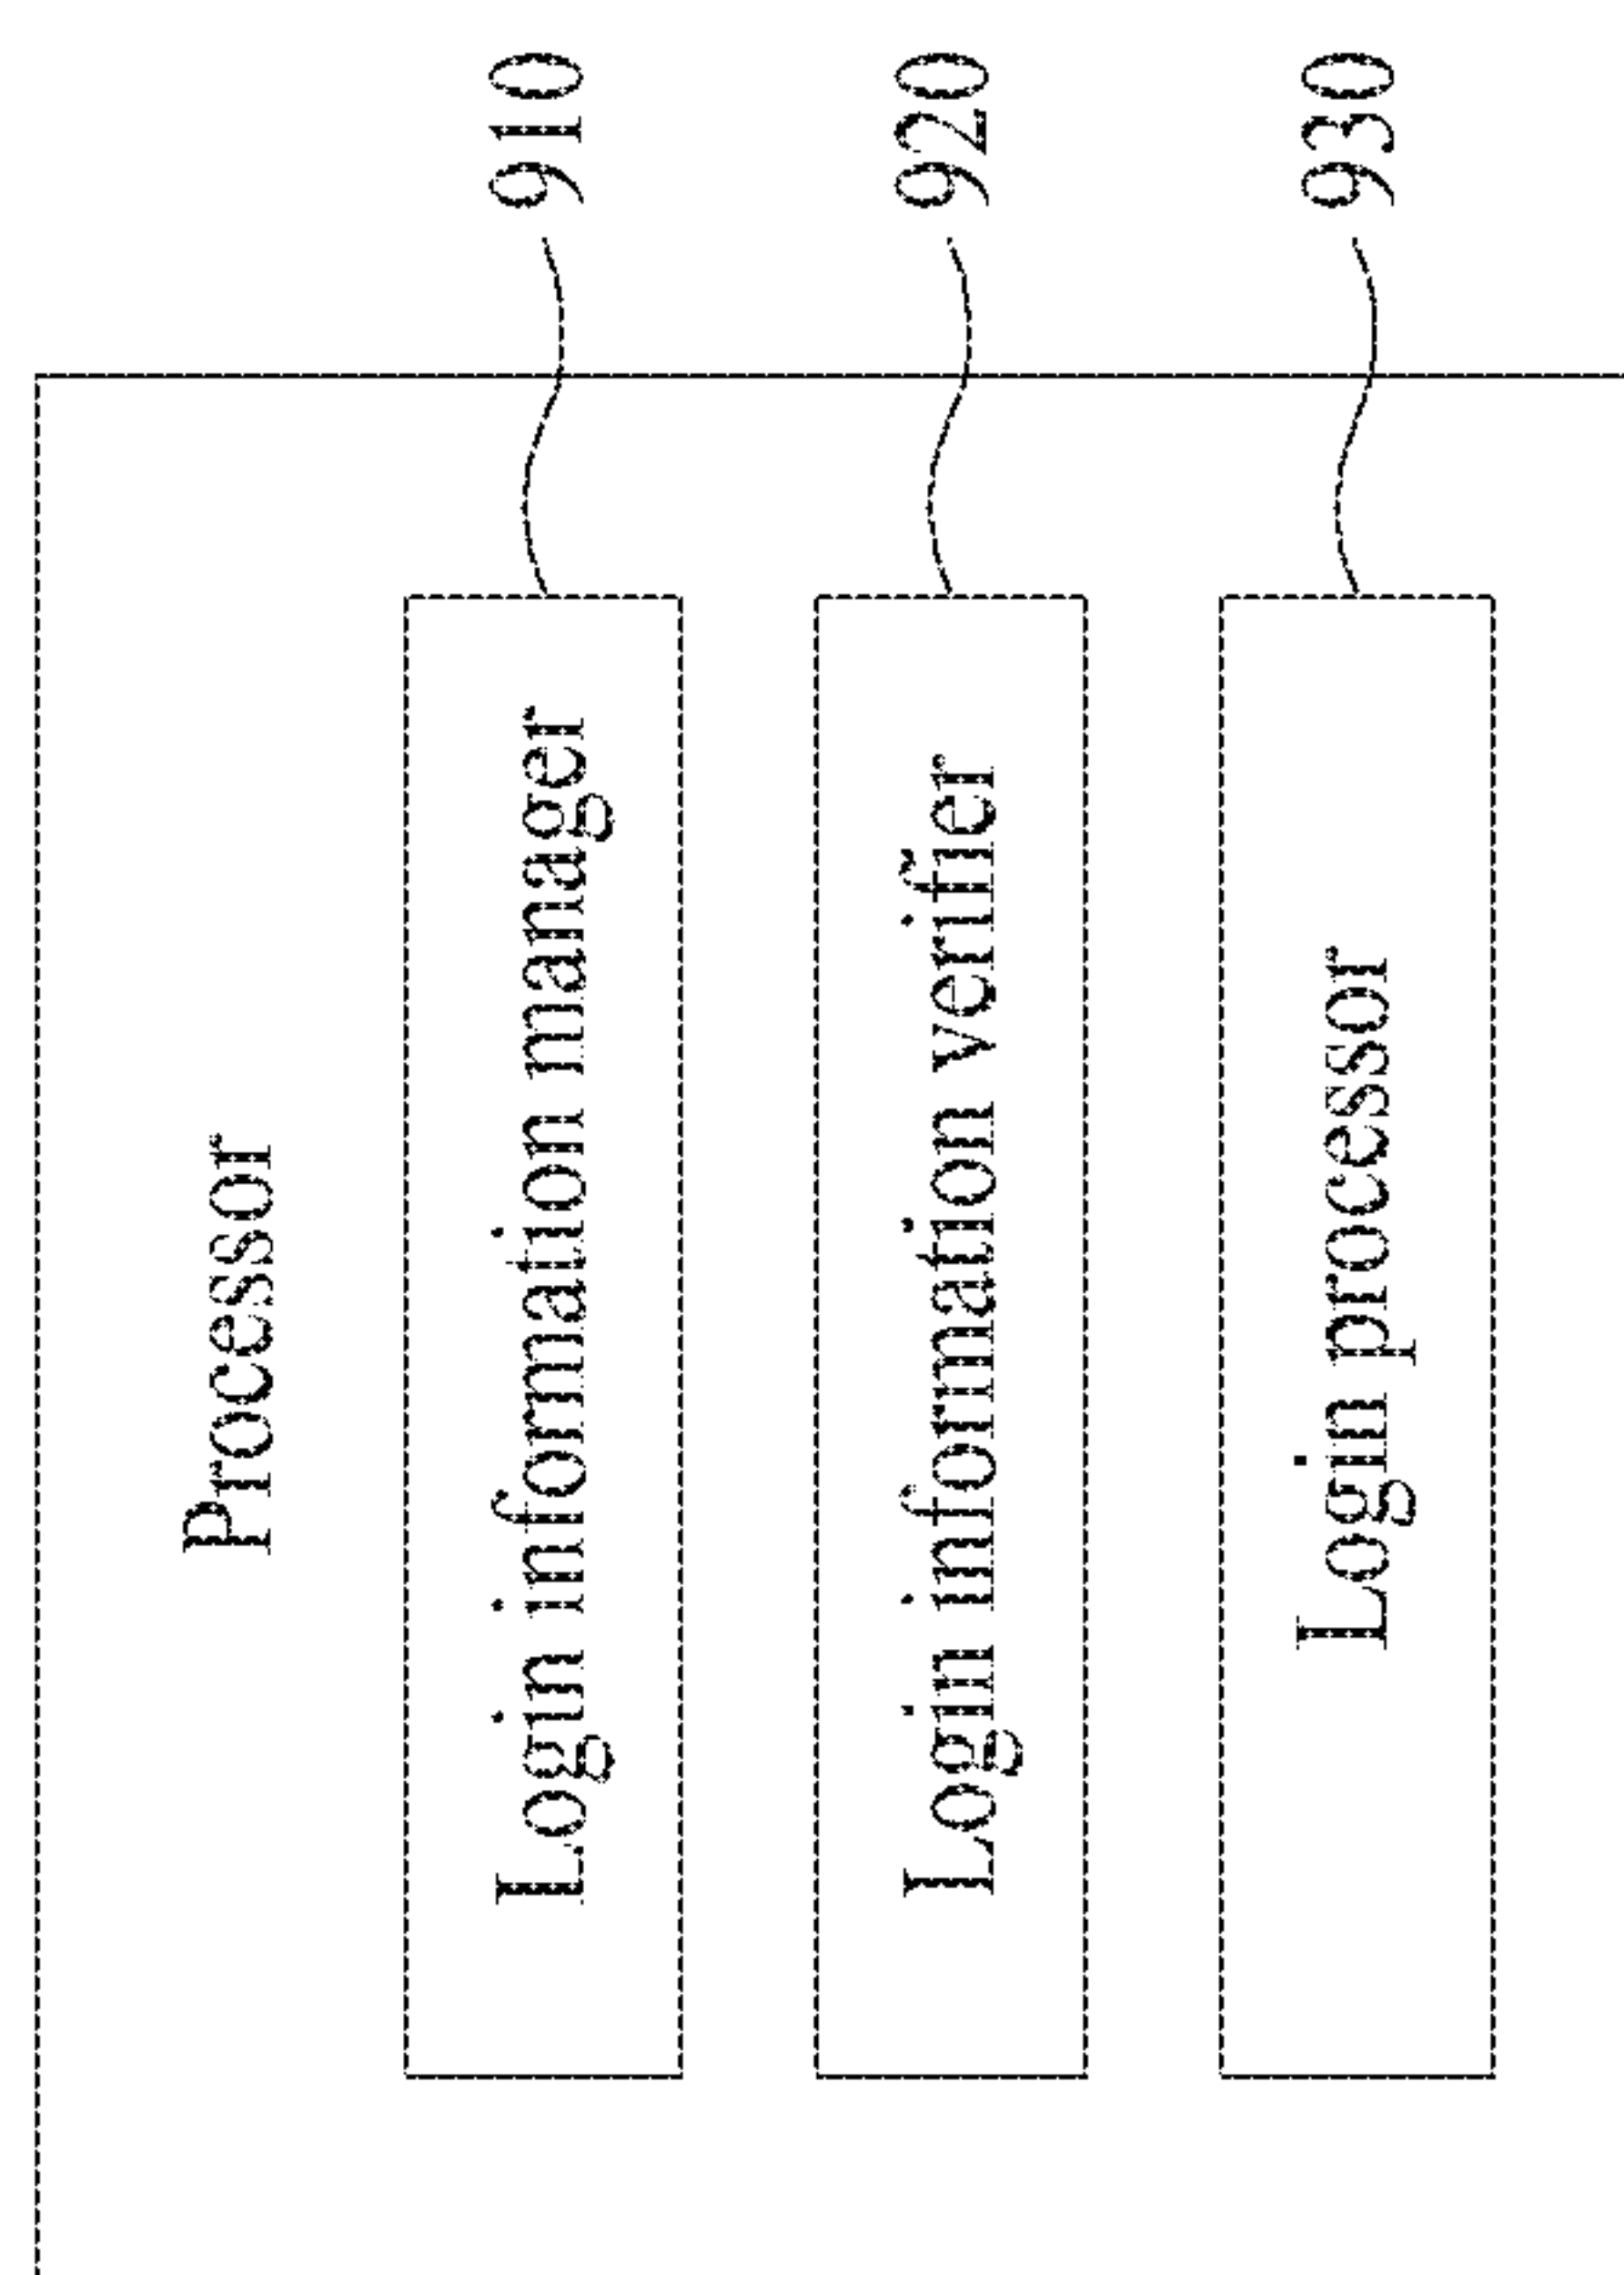 Processor
Login information manager
910
Login information verifier
920
Login processor
930